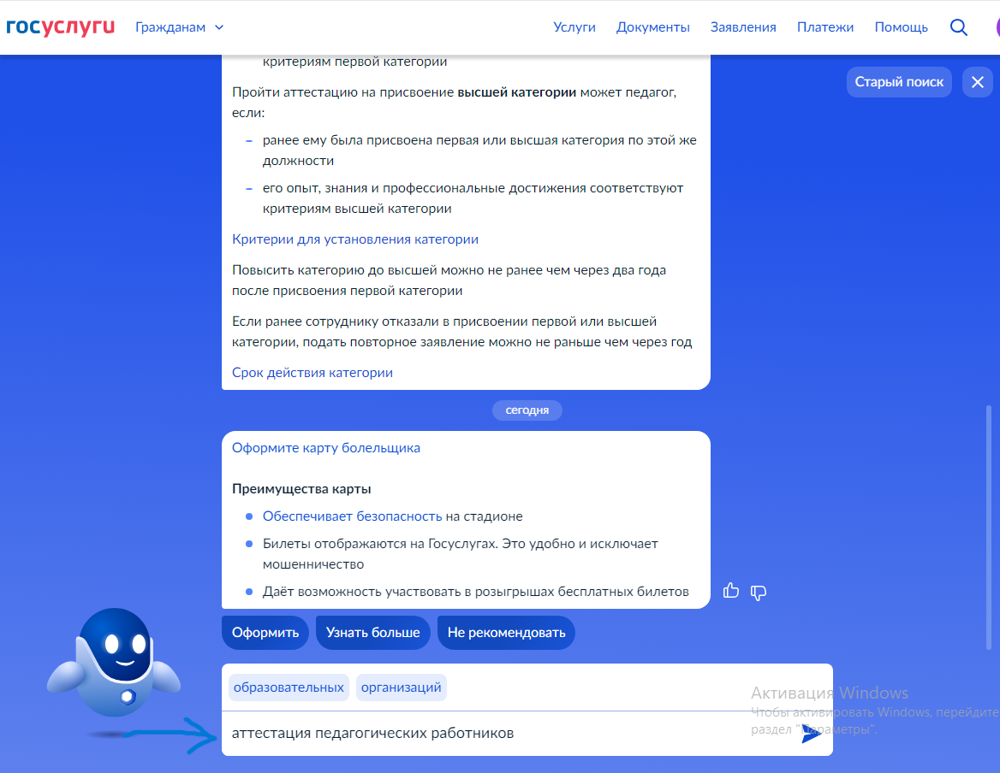 госуслуги Гражданам Услуги Документы Заявления Платежи Помощь
Старый поиск
критериям первой категории
Пройти аттестацию на присвоение высшей категории может педагог,
если:
– ранее ему была присвоена первая или высшая категория по этой же
должности
– его опыт, знания и профессиональные достижения соответствуют
критериям высшей категории
Критерии для установления категории
Повысить категорию до высшей можно не ранее чем через два года
после присвоения первой категории
Если ранее сотруднику отказали в присвоении первой или высшей
категории, подать повторное заявление можно не раньше чем через год
Срок действия категории
сегодня
Оформите карту болельщика
Преимущества карты
Обеспечивает безопасность на стадионе
Билеты отображаются на Госуслугах. Это удобно и исключает
мошенничество
Даёт возможность участвовать в розыгрышах бесплатных билетов
Оформить Узнать больше Не рекомендовать
образовательных организаций
аттестация педагогических работников
Активация Windows
Чтобы активировать Windows, перейдите
раздел "Параметры".